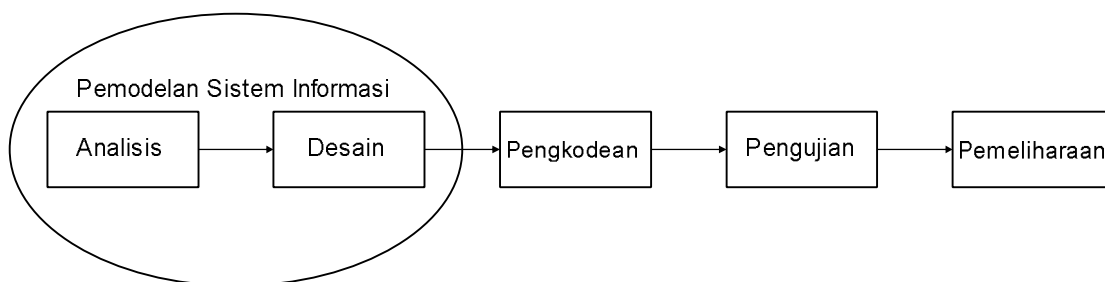 Pemodelan Sistem Informasi
Analisis
Desain
Pengkodean
Pengujian
Pemeliharaan